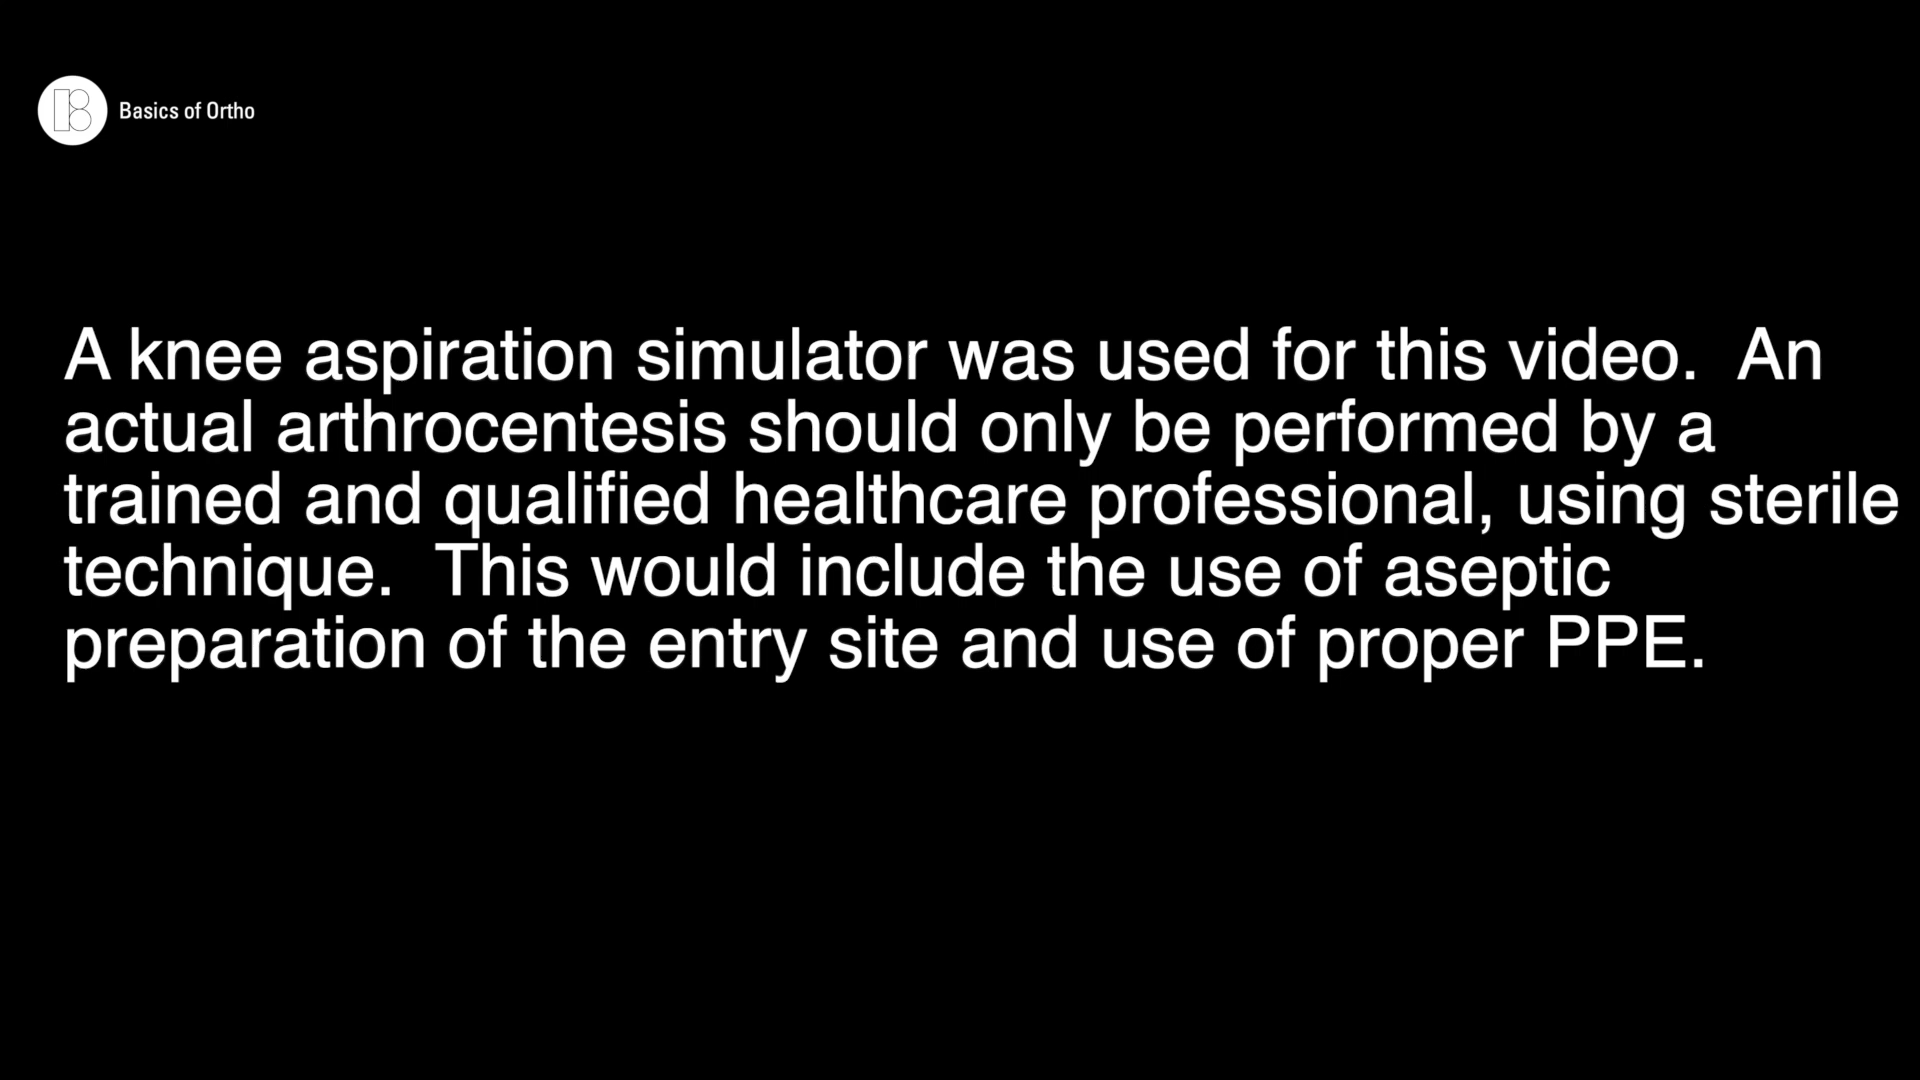 Basics of Ortho
A knee aspiration simulator was used for this video.  An
actual arthrocentesis should only be performed by a
trained and qualified healthcare professional, using sterile
technique.  This would include the use of aseptic
preparation of the entry site and use of proper PPE.